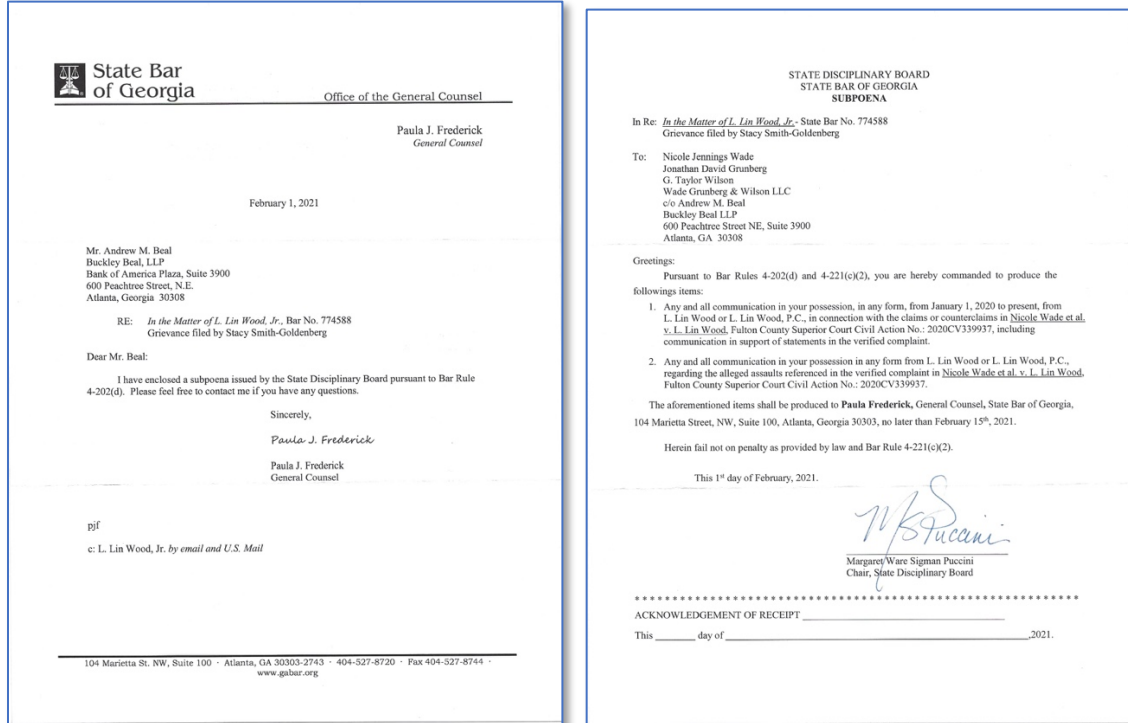 State Bar
of Georgia
Office of the General Counsel
Paula J. Frederick
General Counsel
February 1, 2021
Mr. Andrew M. Beal
Buckley Beal, LLP
Bank of America Plaza, Suite 3900
600 Peachtree Street, N.E.
Atlanta, Georgia 30308
RE: In the Matter of L. Lin Wood, Jr., Bar No. 774588
Grievance filed by Stacy Smith-Goldenberg
Dear Mr. Beal:
I have enclosed a subpoena issued by the State Disciplinary Board pursuant to Bar Rule
4-202(d). Please feel free to contact me if you have any questions.
Sincerely,
Paula J. Frederick
Paula J. Frederick
General Counsel
pjf
c: L. Lin Wood, Jr. by email and U.S. Mail
104 Marietta St. NW, Suite 100 · Atlanta, GA 30303-2743 · 404-527-8720 · Fax 404-527-8744 ·
www.gabar.org
STATE DISCIPLINARY BOARD
STATE BAR OF GEORGIA
SUBPOENA
In Re: In the Matter of L. Lin Wood, Jr.- State Bar No. 774588
Grievance filed by Stacy Smith-Goldenberg
To: Nicole Jennings Wade
Jonathan David Grunberg
G. Taylor Wilson
Wade Grunberg & Wilson LLC
c/o Andrew M. Beal
Buckley Beal LLP
600 Peachtree Street NE, Suite 3900
Atlanta, GA 30308
Greetings:
Pursuant to Bar Rules 4-202(d) and 4-221(c)(2), you are hereby commanded to produce the
followings items:
1. Any and all communication in your possession, in any form, from January 1, 2020 to present, from
L. Lin Wood or L. Lin Wood, P.C., in connection with the claims or counterclaims in Nicole Wade et al.
v. L. Lin Wood, Fulton County Superior Court Civil Action No.: 2020CV339937, including
communication in support of statements in the verified complaint.
2. Any and all communication in your possession in any form from L. Lin Wood or L. Lin Wood, P.C.,
regarding the alleged assaults referenced in the verified complaint in Nicole Wade et al. v. L. Lin Wood,
Fulton County Superior Court Civil Action No.: 2020CV339937.
The aforementioned items shall be produced to Paula Frederick, General Counsel, State Bar of Georgia,
104 Marietta Street, NW, Suite 100, Atlanta, Georgia 30303, no later than February 15th, 2021.
Herein fail not on penalty as provided by law and Bar Rule 4-221(c)(2).
This 1st day of February, 2021.
MS Puccini
Margaret Ware Sigman Puccini
Chair, State Disciplinary Board
* * * * * * * * * * * * * * * * * * * * * * * * * * * * * * * * * * * * * * * * * * * * * * * * * * * * * * * * * * * *
ACKNOWLEDGEMENT OF RECEIPT ____________________
This ______ day of ____________________,2021.